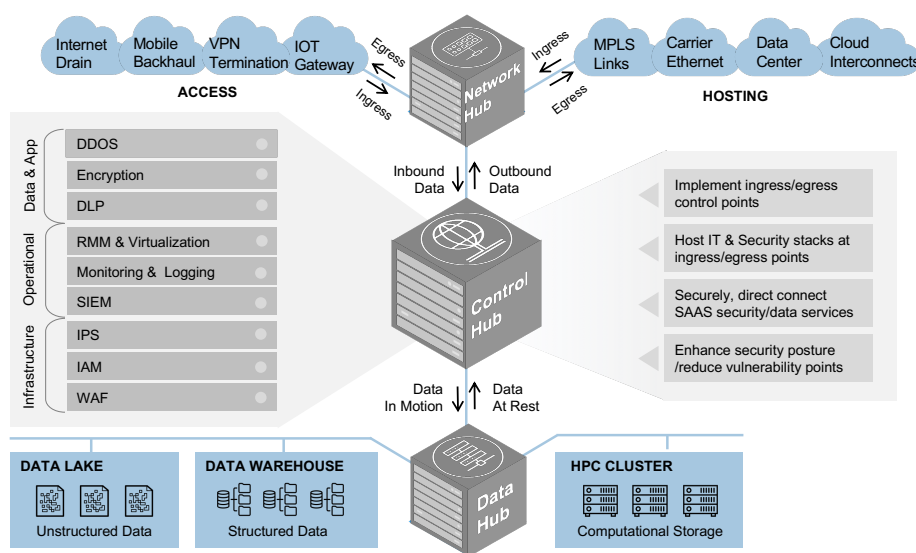 Internet
Drain
Mobile
Backhaul
VPN
Termination
IOT
Gateway
ACCESS
Egress
Ingress
Network
Hub
Ingress
Egress
MPLS
Links
Carrier
Ethernet
Data
Center
Cloud
Interconnects
HOSTING
Inbound
Data
Outbound
Data
Data & App
DDOS
Encryption
DLP
Operational
RMM & Virtualization
Monitoring & Logging
SIEM
Infrastructure
IPS
IAM
WAF
Control
Hub
Implement ingress/egress
control points
Host IT & Security stacks at
ingress/egress points
Securely, direct connect
SAAS security/data services
Enhance security posture
/reduce vulnerability points
Data
In Motion
Data
At Rest
DATA LAKE
Unstructured Data
DATA WAREHOUSE
Structured Data
Data
Hub
HPC CLUSTER
Computational Storage